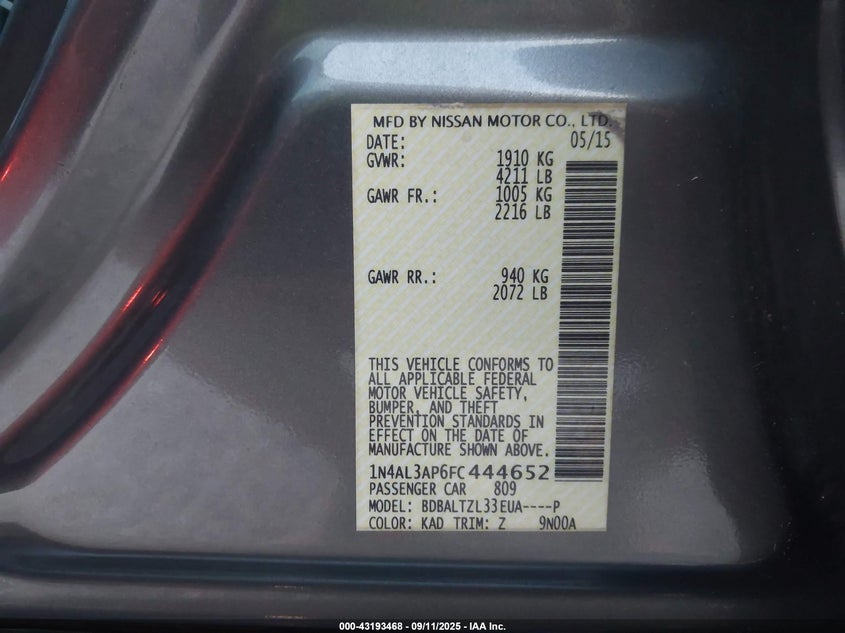 MFD BY NISSAN MOTOR CO., LTD.
DATE: 05/15
GVWR: 1910 KG
4211 LB
GAWR FR.: 1005 KG
2216 LB
GAWR RR.: 940 KG
2072 LB
THIS VEHICLE CONFORMS TO
ALL APPLICABLE FEDERAL
MOTOR VEHICLE SAFETY,
BUMPER, AND THEFT
PREVENTION STANDARDS IN
EFFECT ON THE DATE OF
MANUFACTURE SHOWN ABOVE.
1N4AL3AP6FC444652
PASSENGER CAR 809
MODEL: BDBALTZL33EUA----P
COLOR: KAD TRIM: Z 9N00A
000-43193468 - 09/11/2025 - IAA Inc.